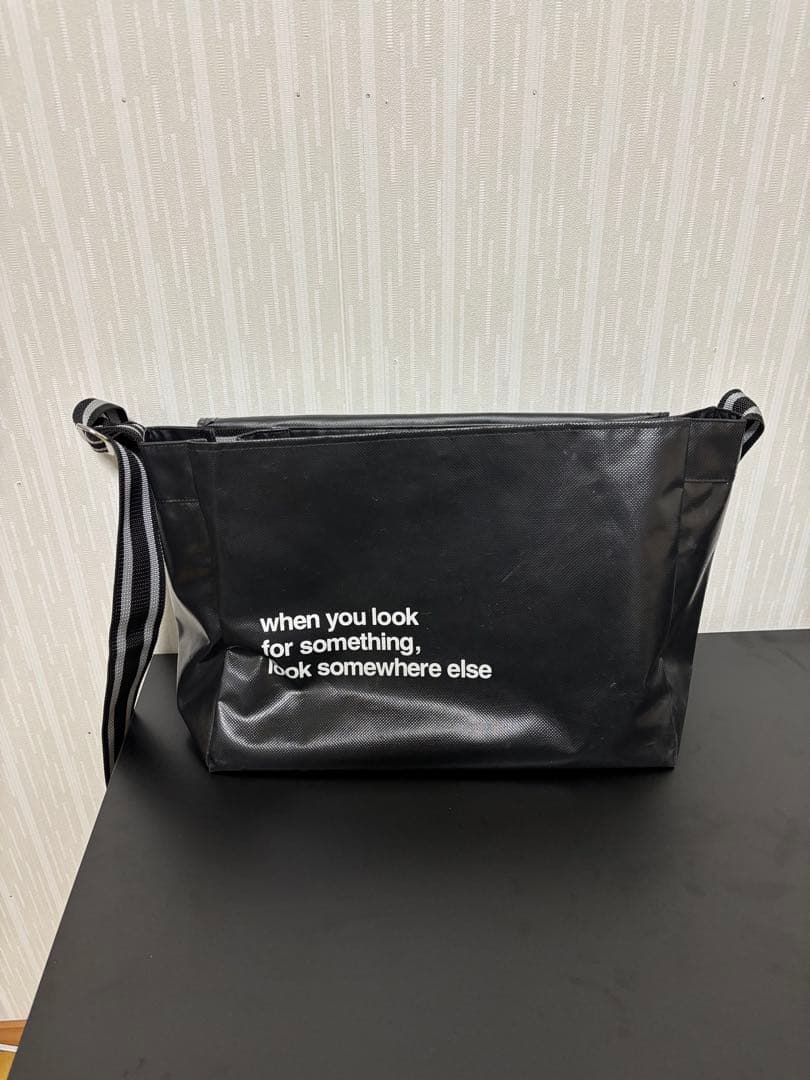 when you look
for something,
look somewhere else